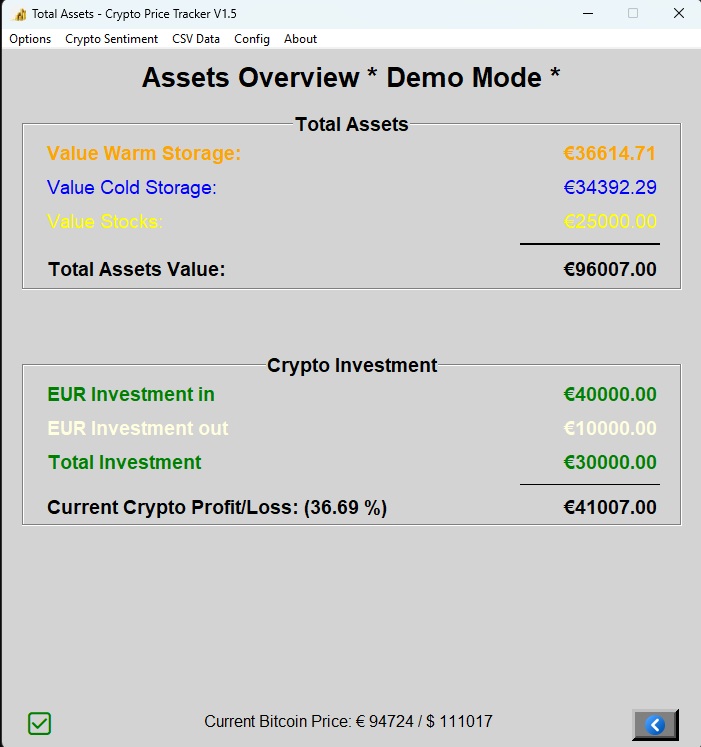 Total Assets - Crypto Price Tracker V1.5
Options Crypto Sentiment CSV Data Config About
Assets Overview * Demo Mode *
Total Assets
Value Warm Storage: €36614.71
Value Cold Storage: €34392.29
Value Stocks: €25000.00
Total Assets Value: €96007.00
Crypto Investment
EUR Investment in €40000.00
EUR Investment out €10000.00
Total Investment €30000.00
Current Crypto Profit/Loss: (36.69 %) €41007.00
Current Bitcoin Price: € 94724 / $ 111017